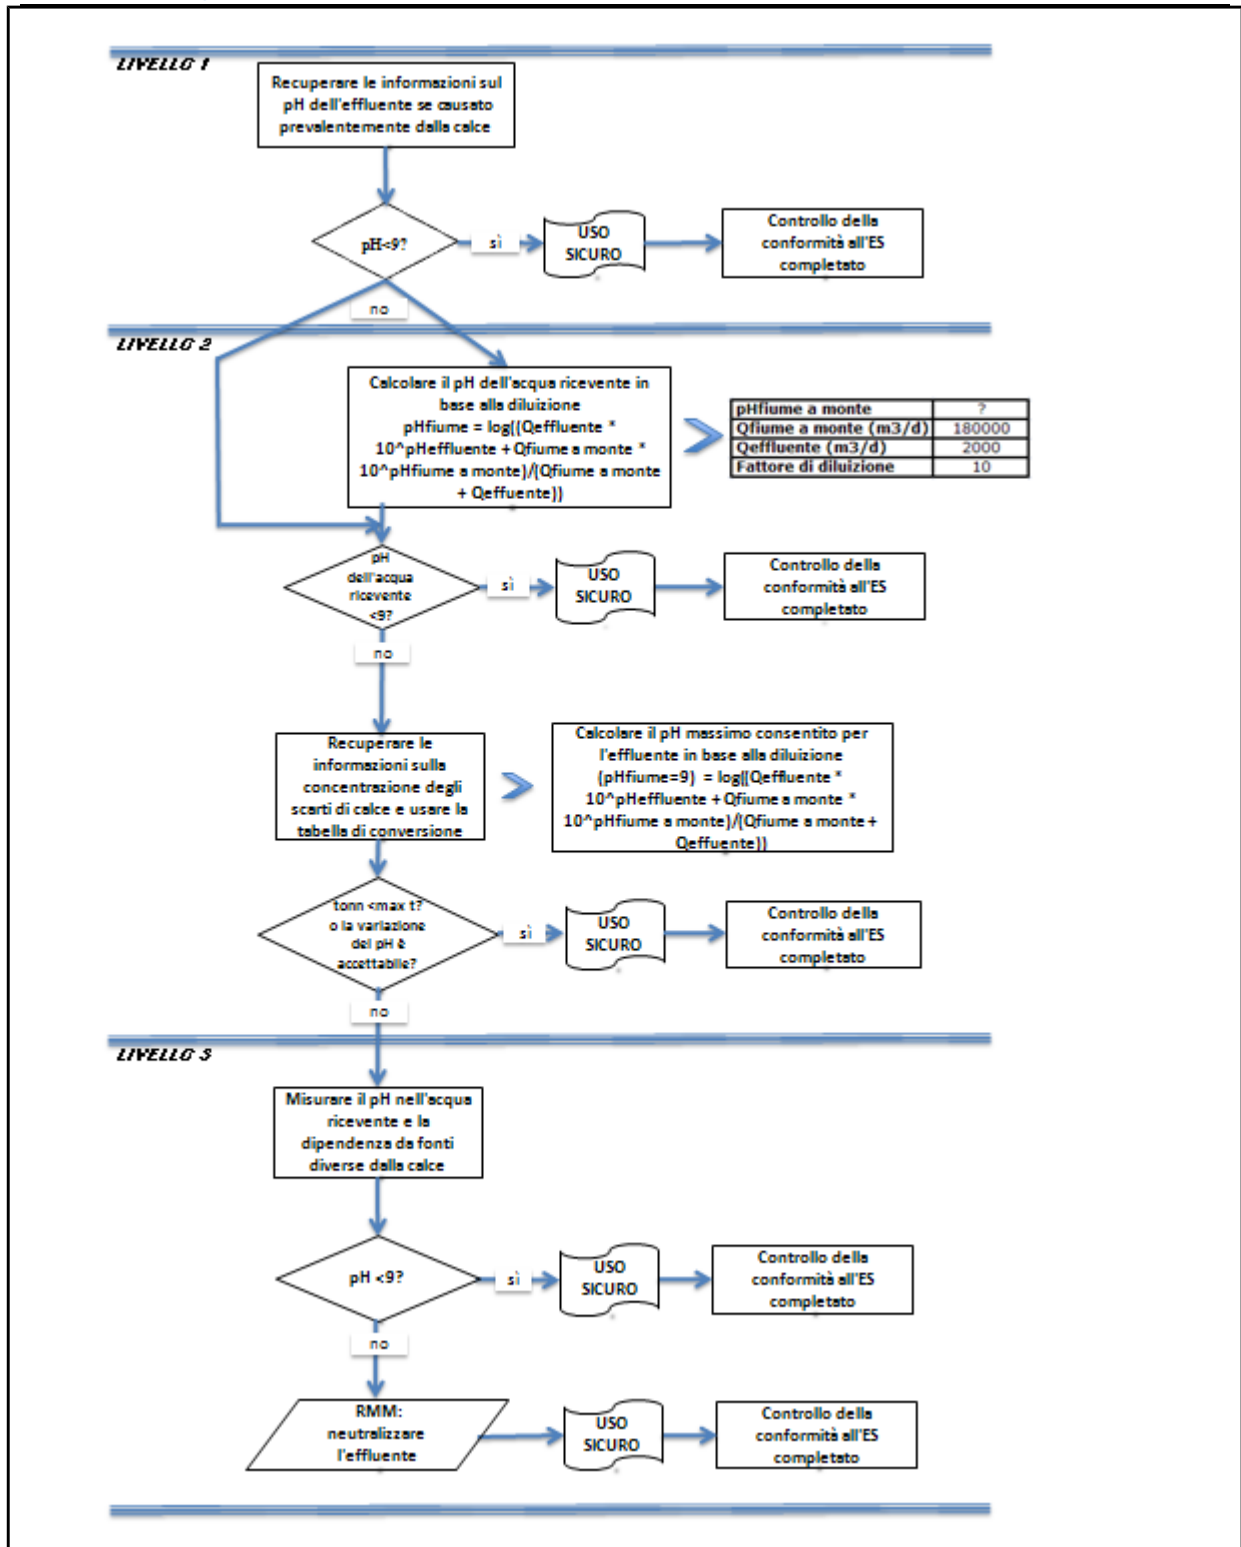 LIVELLO 1
Recuperare le informazioni sul
pH dell'effluente se causato
prevalentemente dalla calce
pH<9?
sì
USO
SICURO
Controllo della
conformità all'ES
completato
no
LIVELLO 2
Calcolare il pH dell'acqua ricevente in
base alla diluizione
pHfiume = log((Qeffluente *
10^pHeffluente + Qfiume a monte *
10^pHfiume a monte)/(Qfiume a monte
+ Qeffuente))
pHfiume a monte ?
Qfiume a monte (m3/d) 180000
Qeffluente (m3/d) 2000
Fattore di diluizione 10
pH
dell'acqua
ricevente
<9?
sì
USO
SICURO
Controllo della
conformità all'ES
completato
no
Recuperare le
informazioni sulla
concentrazione degli
scarti di calce e usare la
tabella di conversione
Calcolare il pH massimo consentito per
l'effluente in base alla diluizione
(pHfiume=9) = log((Qeffluente *
10^pHeffluente + Qfiume a monte *
10^pHfiume a monte)/(Qfiume a monte +
Qeffuente))
tonn <max t?
o la variazione
del pH è
accettabile?
sì
USO
SICURO
Controllo della
conformità all'ES
completato
no
LIVELLO 3
Misurare il pH nell'acqua
ricevente e la
dipendenza da fonti
diverse dalla calce
pH <9?
sì
USO
SICURO
Controllo della
conformità all'ES
completato
no
RMM:
neutralizzare
l'effluente
USO
SICURO
Controllo della
conformità all'ES
completato